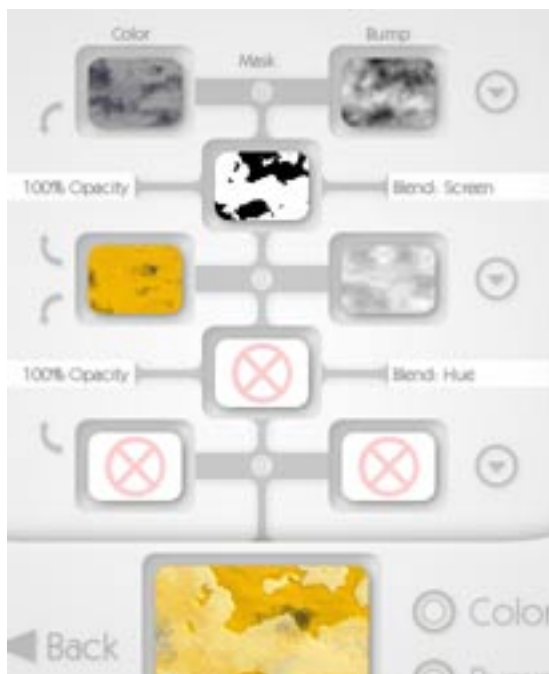 Color
Bump
Mask
100% Opacity
Blend: Screen
100% Opacity
Blend: Hue
Color
Back